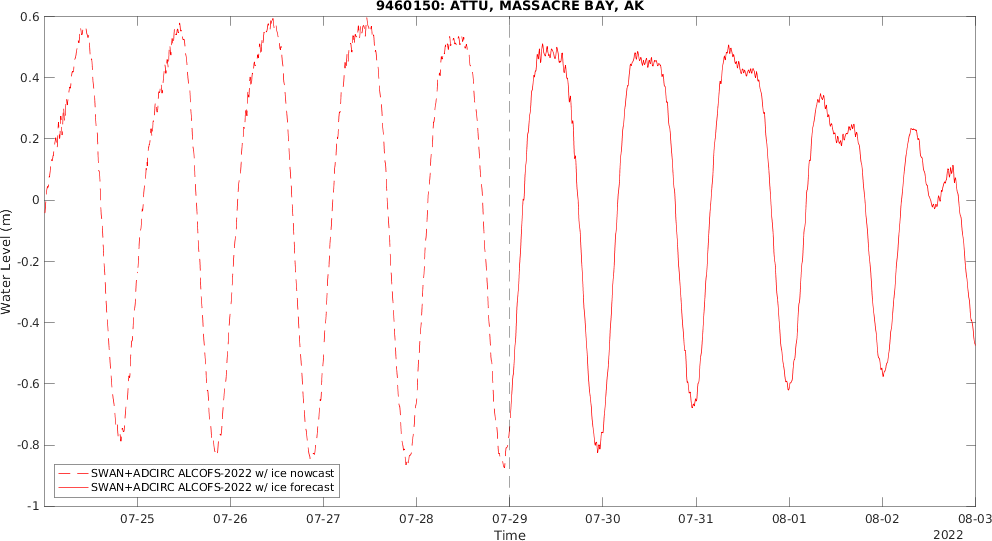 9460150: ATTU, MASSACRE BAY, AK
Water Level (m)
0.6
0.4
0.2
0
-0.2
-0.4
-0.6
-0.8
-1
SWAN+ADCIRC ALCOFS-2022 w/ ice nowcast
SWAN+ADCIRC ALCOFS-2022 w/ ice forecast
07-25 07-26 07-27 07-28 07-29 07-30 07-31 08-01 08-02 08-03
Time
2022